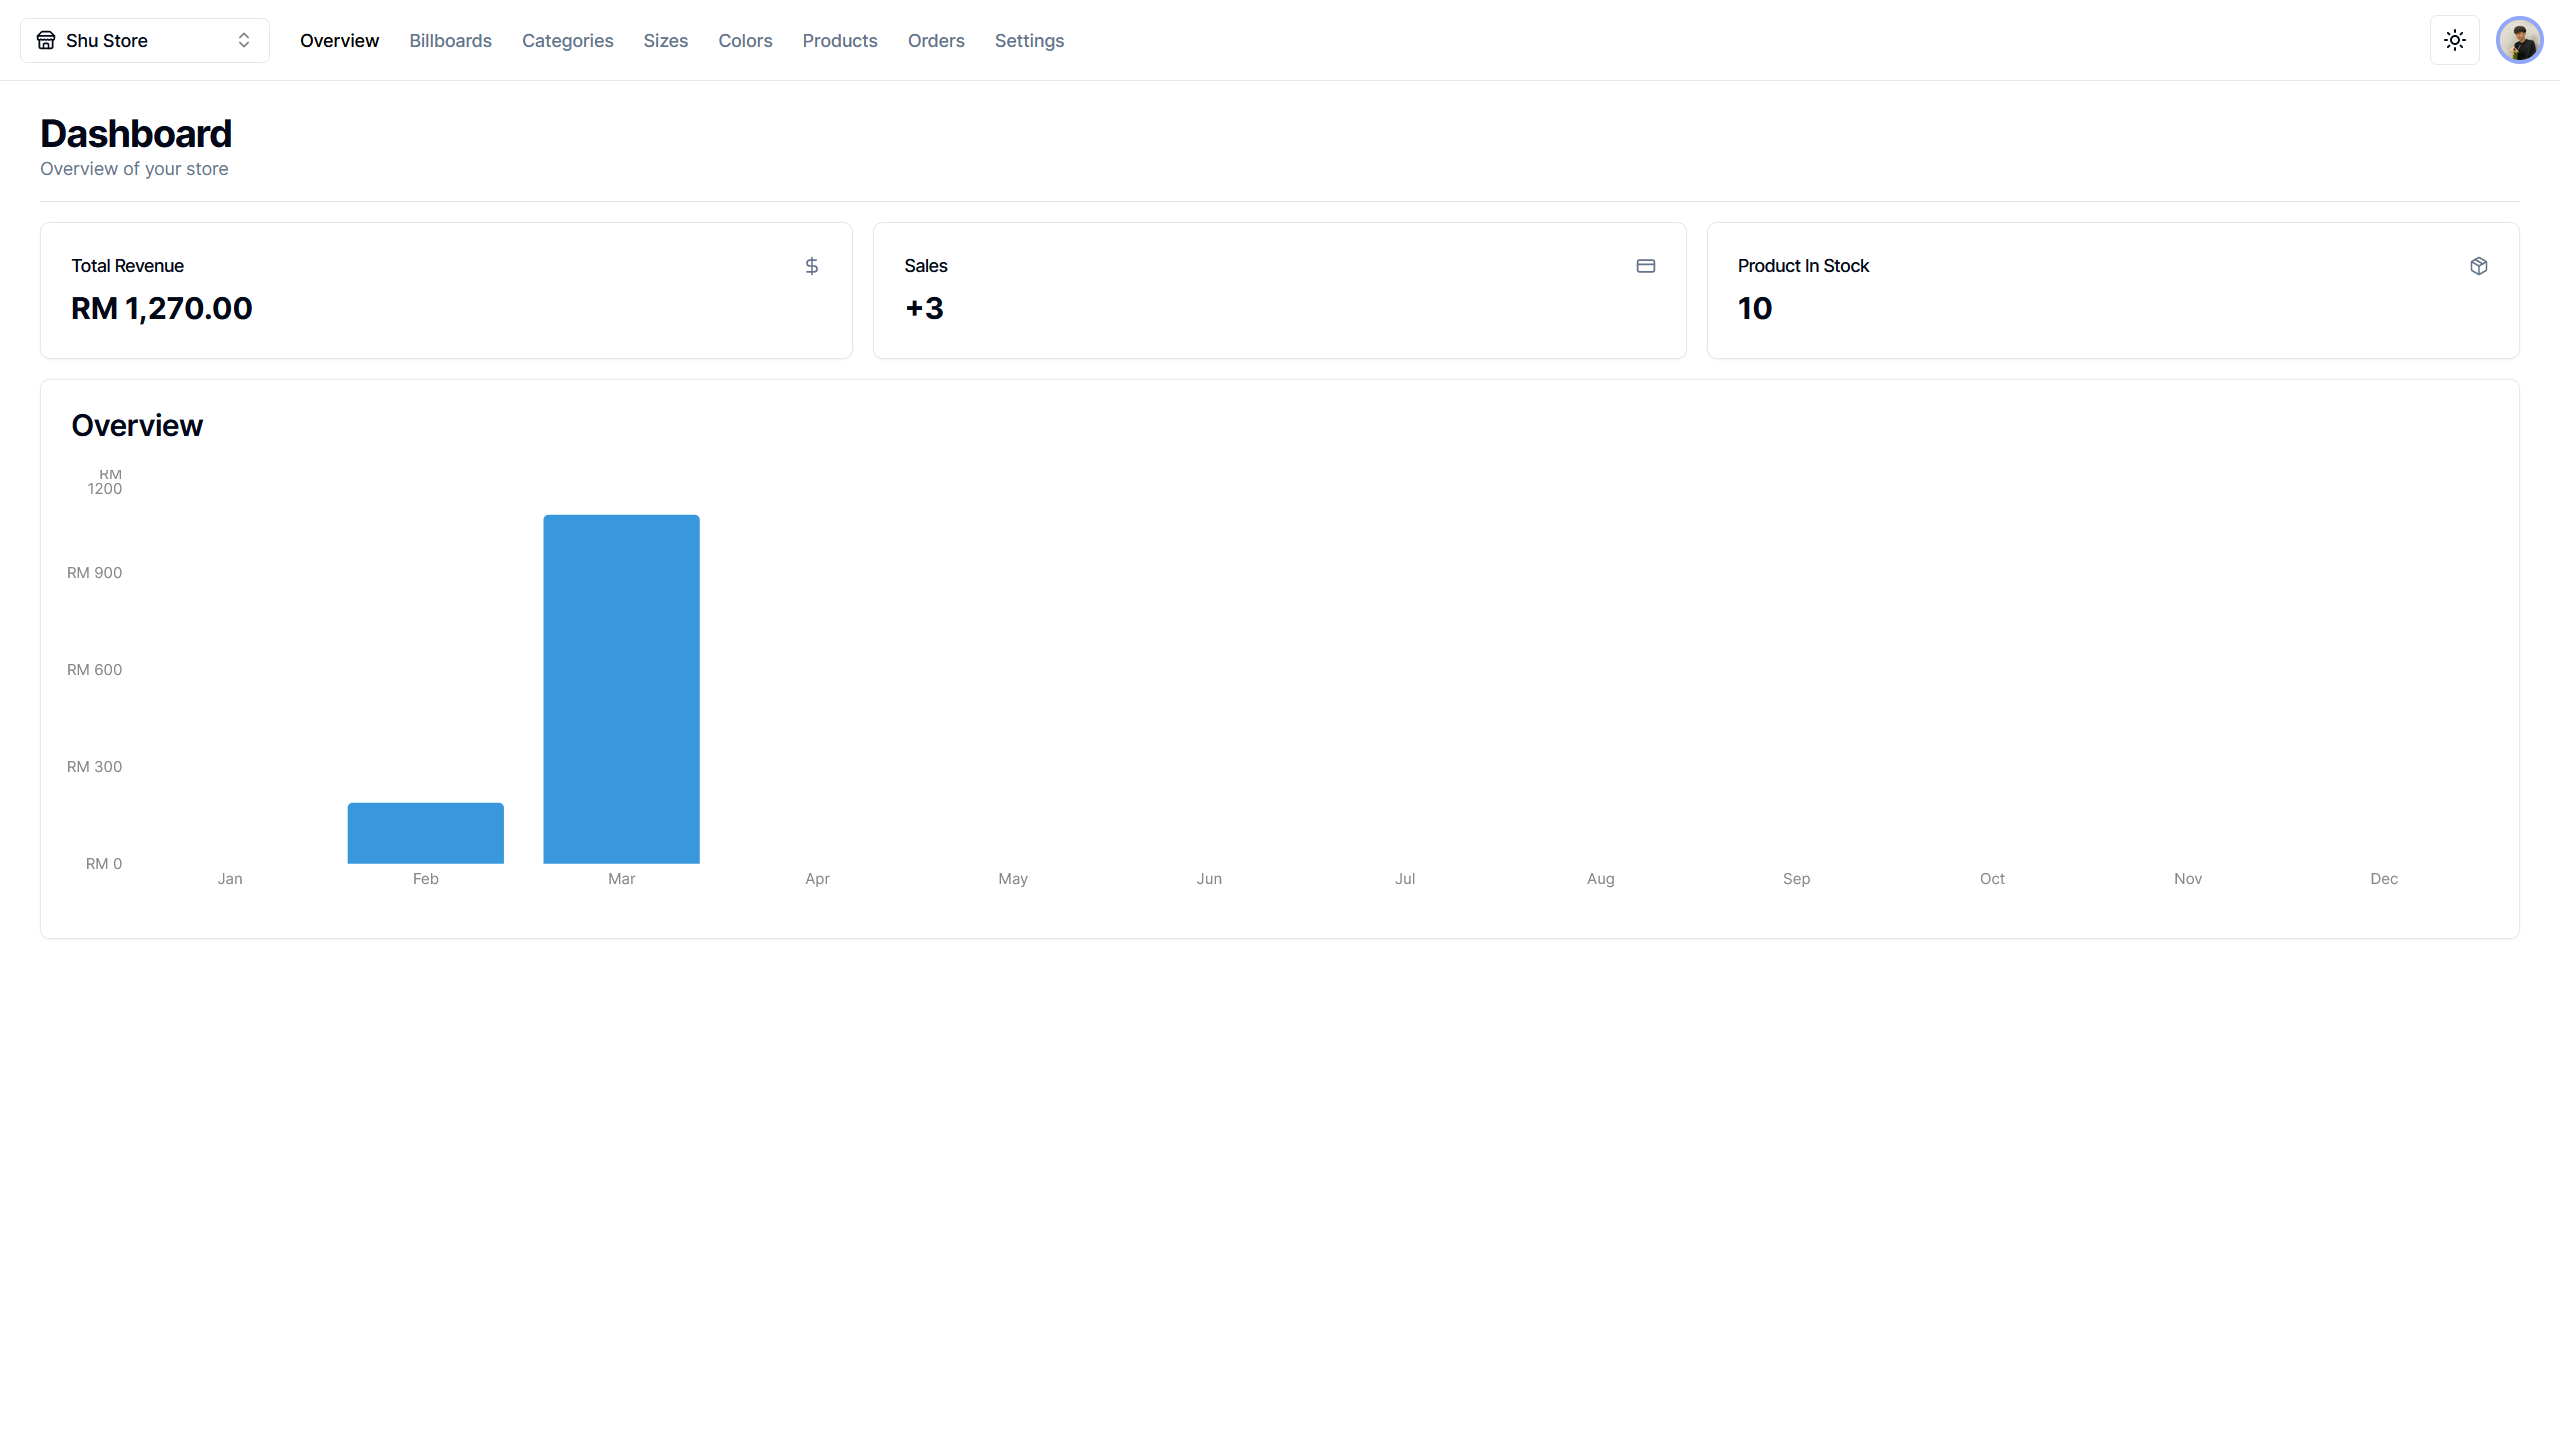 Shu Store
Overview Billboards Categories Sizes Colors Products Orders Settings
Dashboard
Overview of your store
Total Revenue
RM 1,270.00
Sales
+3
Product In Stock
10
Overview
RM
1200
RM 900
RM 600
RM 300
RM 0
Jan Feb Mar Apr May Jun Jul Aug Sep Oct Nov Dec